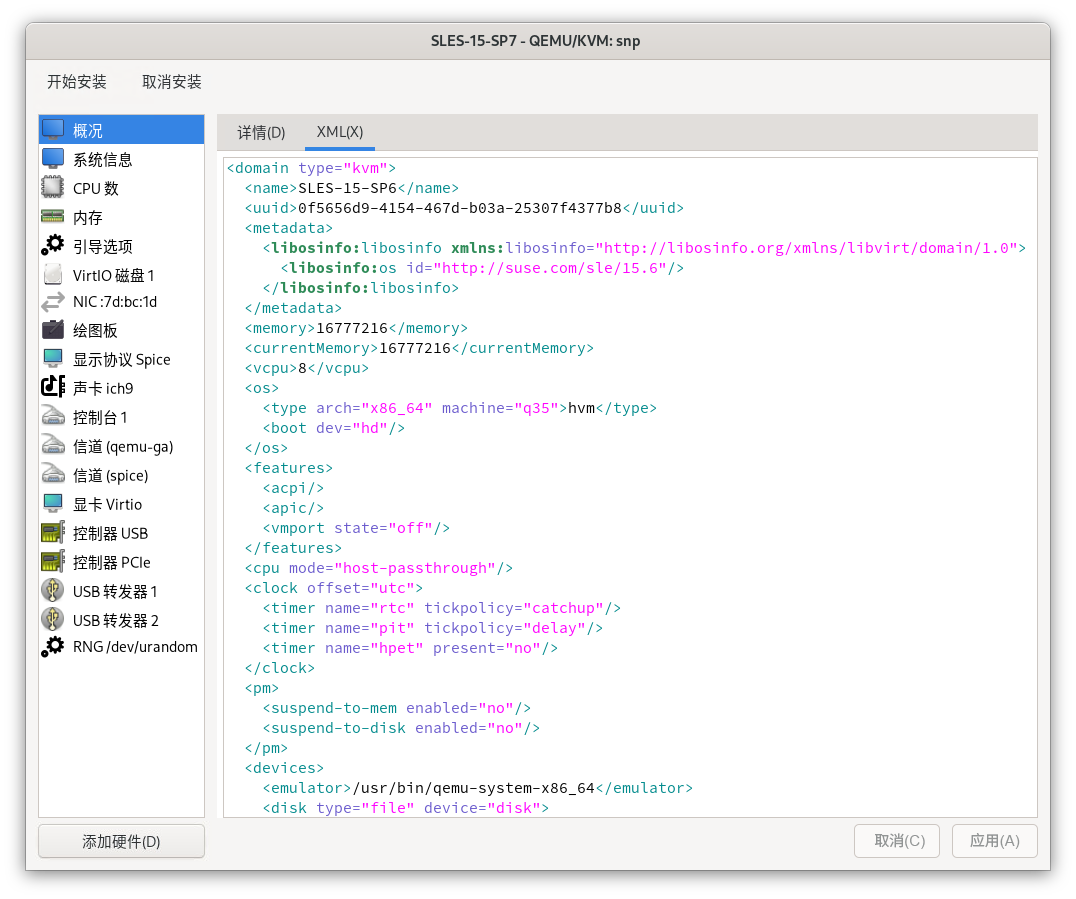 SLES-15-SP7 - QEMU/KVM: snp
开始安装 取消安装
概况
系统信息
CPU 数
内存
引导选项
VirtIO 磁盘 1
NIC :7d:bc:1d
绘图板
显示协议 Spice
声卡 ich9
控制台 1
信道 (qemu-ga)
信道 (spice)
显卡 Virtio
控制器 USB
控制器 PCIe
USB 转发器 1
USB 转发器 2
RNG /dev/urandom
添加硬件(D)
详情(D) XML(X)
<domain type="kvm">
  <name>SLES-15-SP6</name>
  <uuid>0f5656d9-4154-467d-b03a-25307f4377b8</uuid>
  <metadata>
    <libosinfo:libosinfo xmlns:libosinfo="http://libosinfo.org/xmlns/libvirt/domain/1.0">
      <libosinfo:os id="http://suse.com/sle/15.6"/>
    </libosinfo:libosinfo>
  </metadata>
  <memory>16777216</memory>
  <currentMemory>16777216</currentMemory>
  <vcpu>8</vcpu>
  <os>
    <type arch="x86_64" machine="q35">hvm</type>
    <boot dev="hd"/>
  </os>
  <features>
    <acpi/>
    <apic/>
    <vmport state="off"/>
  </features>
  <cpu mode="host-passthrough"/>
  <clock offset="utc">
    <timer name="rtc" tickpolicy="catchup"/>
    <timer name="pit" tickpolicy="delay"/>
    <timer name="hpet" present="no"/>
  </clock>
  <pm>
    <suspend-to-mem enabled="no"/>
    <suspend-to-disk enabled="no"/>
  </pm>
  <devices>
    <emulator>/usr/bin/qemu-system-x86_64</emulator>
    <disk type="file" device="disk">
取消(C) 应用(A)